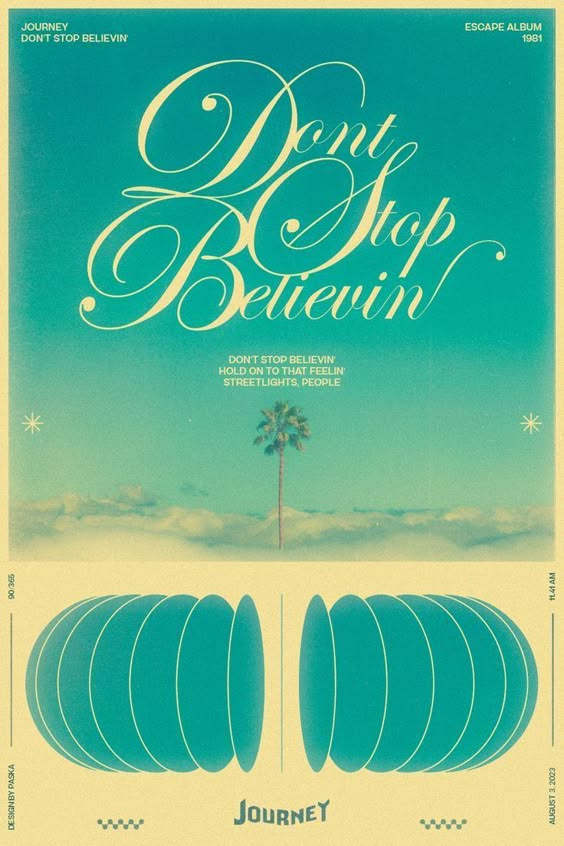 JOURNEY
DON'T STOP BELIEVIN'
ESCAPE ALBUM
1981
Dont
Stop
Believin
DON'T STOP BELIEVIN'
HOLD ON TO THAT FEELIN'
STREETLIGHTS, PEOPLE
90:365
11.41 AM
DESIGN BY PASKA
AUGUST 3, 2023
JOURNEY